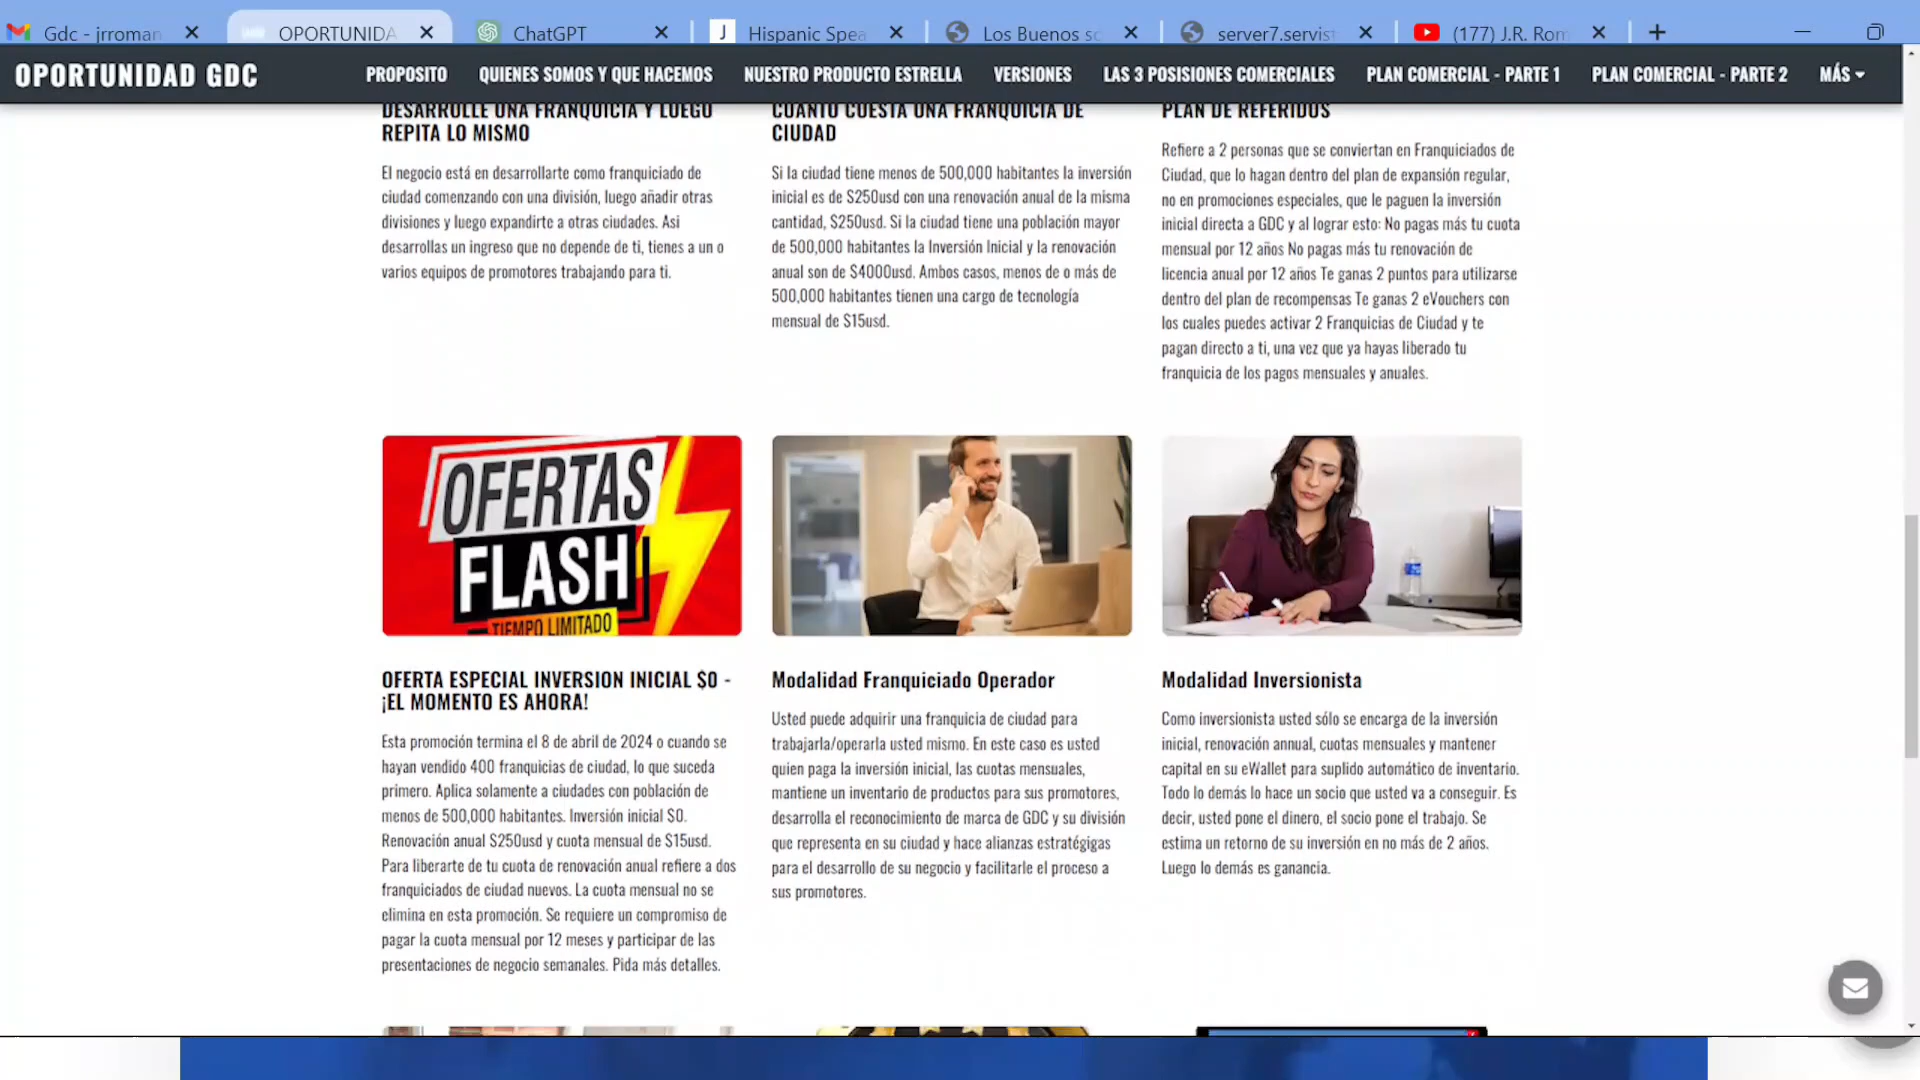 Gdc - jrroman
OPORTUNIDA
ChatGPT
Hispanic Spea
Los Buenos so
server7.servist
(177) J.R. Rom
OPORTUNIDAD GDC
PROPOSITO
QUIENES SOMOS Y QUE HACEMOS
NUESTRO PRODUCTO ESTRELLA
VERSIONES
LAS 3 POSISIONES COMERCIALES
PLAN COMERCIAL - PARTE 1
PLAN COMERCIAL - PARTE 2
MÁS
DESARROLLE UNA FRANQUICIA Y LUEGO
REPITA LO MISMO
El negocio está en desarrollarte como franquiciado de
ciudad comenzando con una división, luego añadir otras
divisiones y luego expandirte a otras ciudades. Asi
desarrollas un ingreso que no depende de ti, tienes a un o
varios equipos de promotores trabajando para ti.
CUANTO CUESTA UNA FRANQUICIA DE
CIUDAD
Si la ciudad tiene menos de 500,000 habitantes la inversión
inicial es de $250usd con una renovación anual de la misma
cantidad, $250usd. Si la ciudad tiene una población mayor
de 500,000 habitantes la Inversión Inicial y la renovación
anual son de $4000usd. Ambos casos, menos de o más de
500,000 habitantes tienen una cargo de tecnología
mensual de $15usd.
PLAN DE REFERIDOS
Refiere a 2 personas que se conviertan en Franquiciados de
Ciudad, que lo hagan dentro del plan de expansión regular,
no en promociones especiales, que le paguen la inversión
inicial directa a GDC y al lograr esto: No pagas más tu cuota
mensual por 12 años No pagas más tu renovación de
licencia anual por 12 años Te ganas 2 puntos para utilizarse
dentro del plan de recompensas Te ganas 2 eVouchers con
los cuales puedes activar 2 Franquicias de Ciudad y te
pagan directo a ti, una vez que ya hayas liberado tu
franquicia de los pagos mensuales y anuales.
OFERTAS
FLASH
TIEMPO LIMITADO
OFERTA ESPECIAL INVERSION INICIAL $0 -
¡EL MOMENTO ES AHORA!
Esta promoción termina el 8 de abril de 2024 o cuando se
hayan vendido 400 franquicias de ciudad, lo que suceda
primero. Aplica solamente a ciudades con población de
menos de 500,000 habitantes. Inversión inicial $0.
Renovación anual $250usd y cuota mensual de $15usd.
Para liberarte de tu cuota de renovación anual refiere a dos
franquiciados de ciudad nuevos. La cuota mensual no se
elimina en esta promoción. Se requiere un compromiso de
pagar la cuota mensual por 12 meses y participar de las
presentaciones de negocio semanales. Pida más detalles.
Modalidad Franquiciado Operador
Usted puede adquirir una franquicia de ciudad para
trabajarla/operarla usted mismo. En este caso es usted
quien paga la inversión inicial, las cuotas mensuales,
mantiene un inventario de productos para sus promotores,
desarrolla el reconocimiento de marca de GDC y su división
que representa en su ciudad y hace alianzas estratégigas
para el desarrollo de su negocio y facilitarle el proceso a
sus promotores.
Modalidad Inversionista
Como inversionista usted sólo se encarga de la inversión
inicial, renovación annual, cuotas mensuales y mantener
capital en su eWallet para suplido automático de inventario.
Todo lo demás lo hace un socio que usted va a conseguir. Es
decir, usted pone el dinero, el socio pone el trabajo. Se
estima un retorno de su inversión en no más de 2 años.
Luego lo demás es ganancia.